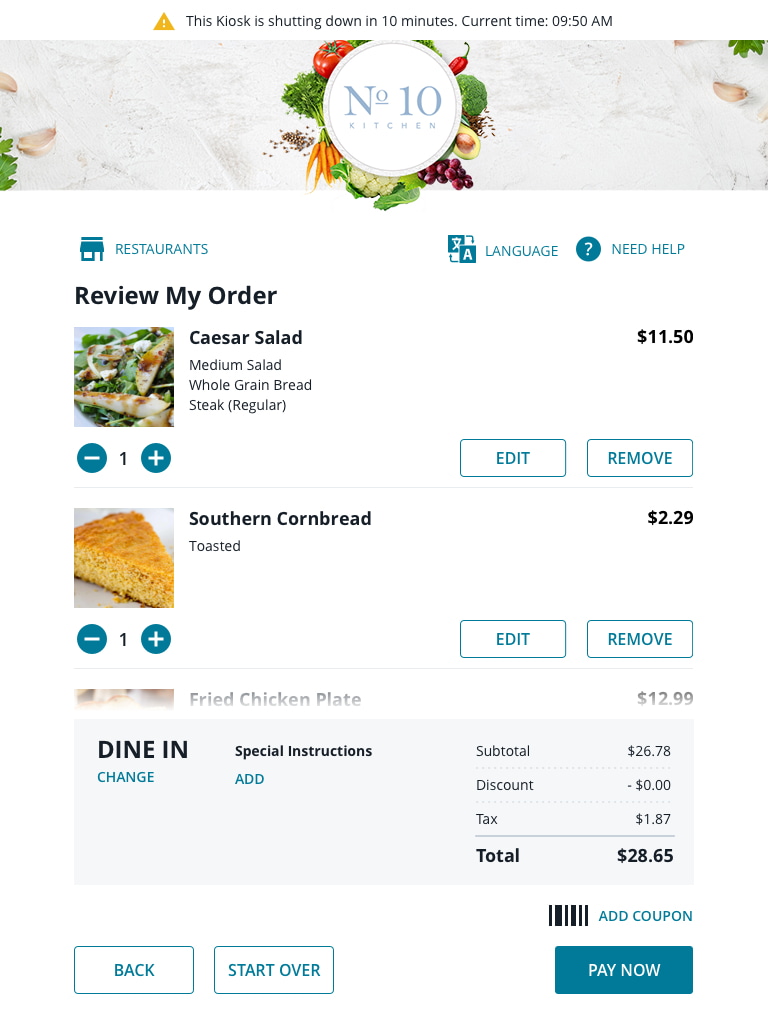 This Kiosk is shutting down in 10 minutes. Current time: 09:50 AM
No 10
KITCHEN
RESTAURANTS
LANGUAGE
NEED HELP
Review My Order
Caesar Salad $11.50
Medium Salad
Whole Grain Bread
Steak (Regular)
1 EDIT REMOVE
Southern Cornbread $2.29
Toasted
1 EDIT REMOVE
Fried Chicken Plate $12.99
DINE IN
CHANGE
Special Instructions
ADD
Subtotal $26.78
Discount - $0.00
Tax $1.87
Total $28.65
ADD COUPON
BACK START OVER PAY NOW